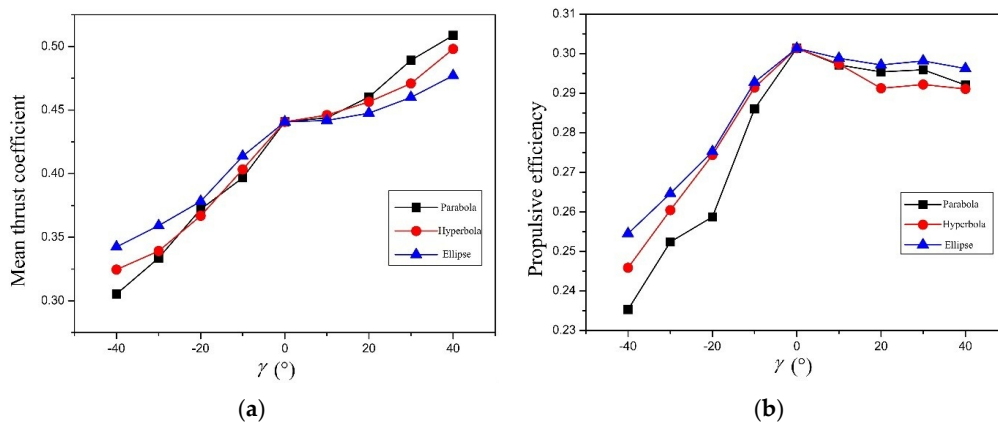 0.50
0.45
0.40
0.35
0.30
-40
-20
0
20
40
γ (°)
Mean thrust coefficient
Parabola
Hyperbola
Ellipse
(a)
0.31
0.30
0.29
0.28
0.27
0.26
0.25
0.24
0.23
-40
-20
0
20
40
γ (°)
Propulsive efficiency
Parabola
Hyperbola
Ellipse
(b)